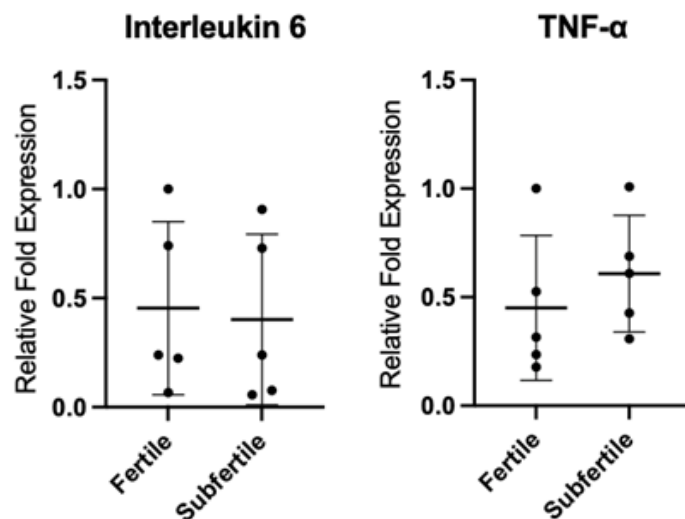 Interleukin 6
Relative Fold Expression
1.5
1.0
0.5
0.0
Fertile
Subfertile
TNF-α
Relative Fold Expression
1.5
1.0
0.5
0.0
Fertile
Subfertile